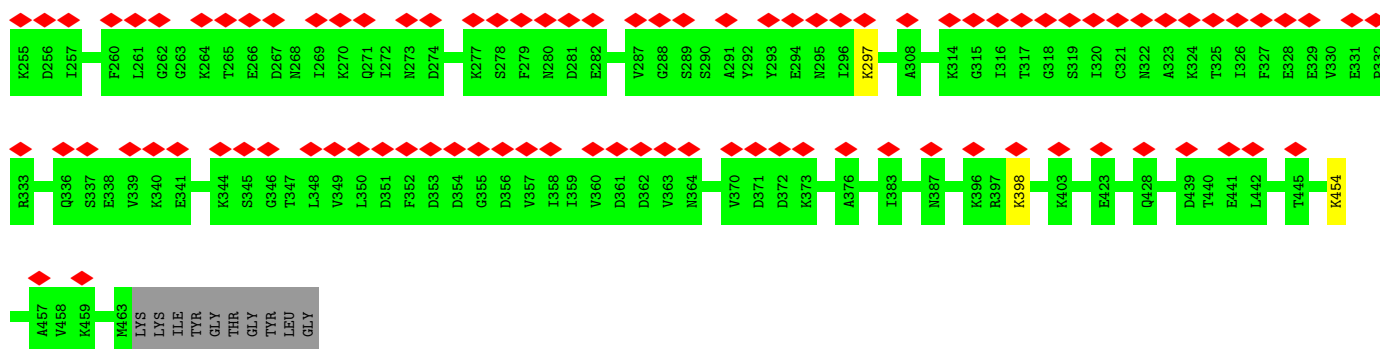 K255 D256 I257 F260 L261 G262 G263 K264 T265 E266 D267 N268 I269 K270 Q271 I272 N273 D274 K277 S278 F279 N280 D281 E282 V287 G288 S289 S290 A291 Y292 Y293 E294 N295 I296 K297 A308 K314 G315 I316 T317 G318 S319 I320 C321 N322 A323 K324 T325 I326 F327 E328 E329 V330 E331
R333 Q336 S337 E338 V339 K340 E341 K344 S345 G346 T347 L348 V349 L350 D351 F352 D353 D354 G355 D356 V357 I358 I359 V360 D361 D362 V363 N364 V370 D371 D372 K373 A376 I383 N387 K396 R397 K398 K403 E423 Q428 D439 T440 E441 L442 T445 K454
A457 V458 K459 M463 LYS LYS ILE TYR GLY THR GLY TYR LEU GLY